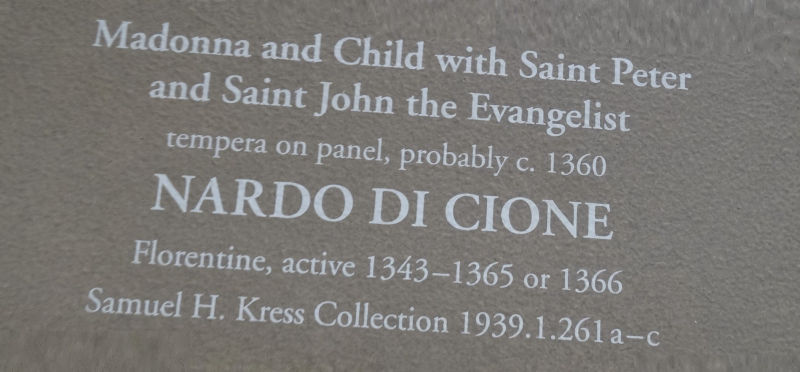 Madonna and Child with Saint Peter
and Saint John the Evangelist
tempera on panel, probably c. 1360
NARDO DI CIONE
Florentine, active 1343–1365 or 1366
Samuel H. Kress Collection 1939.1.261 a–c